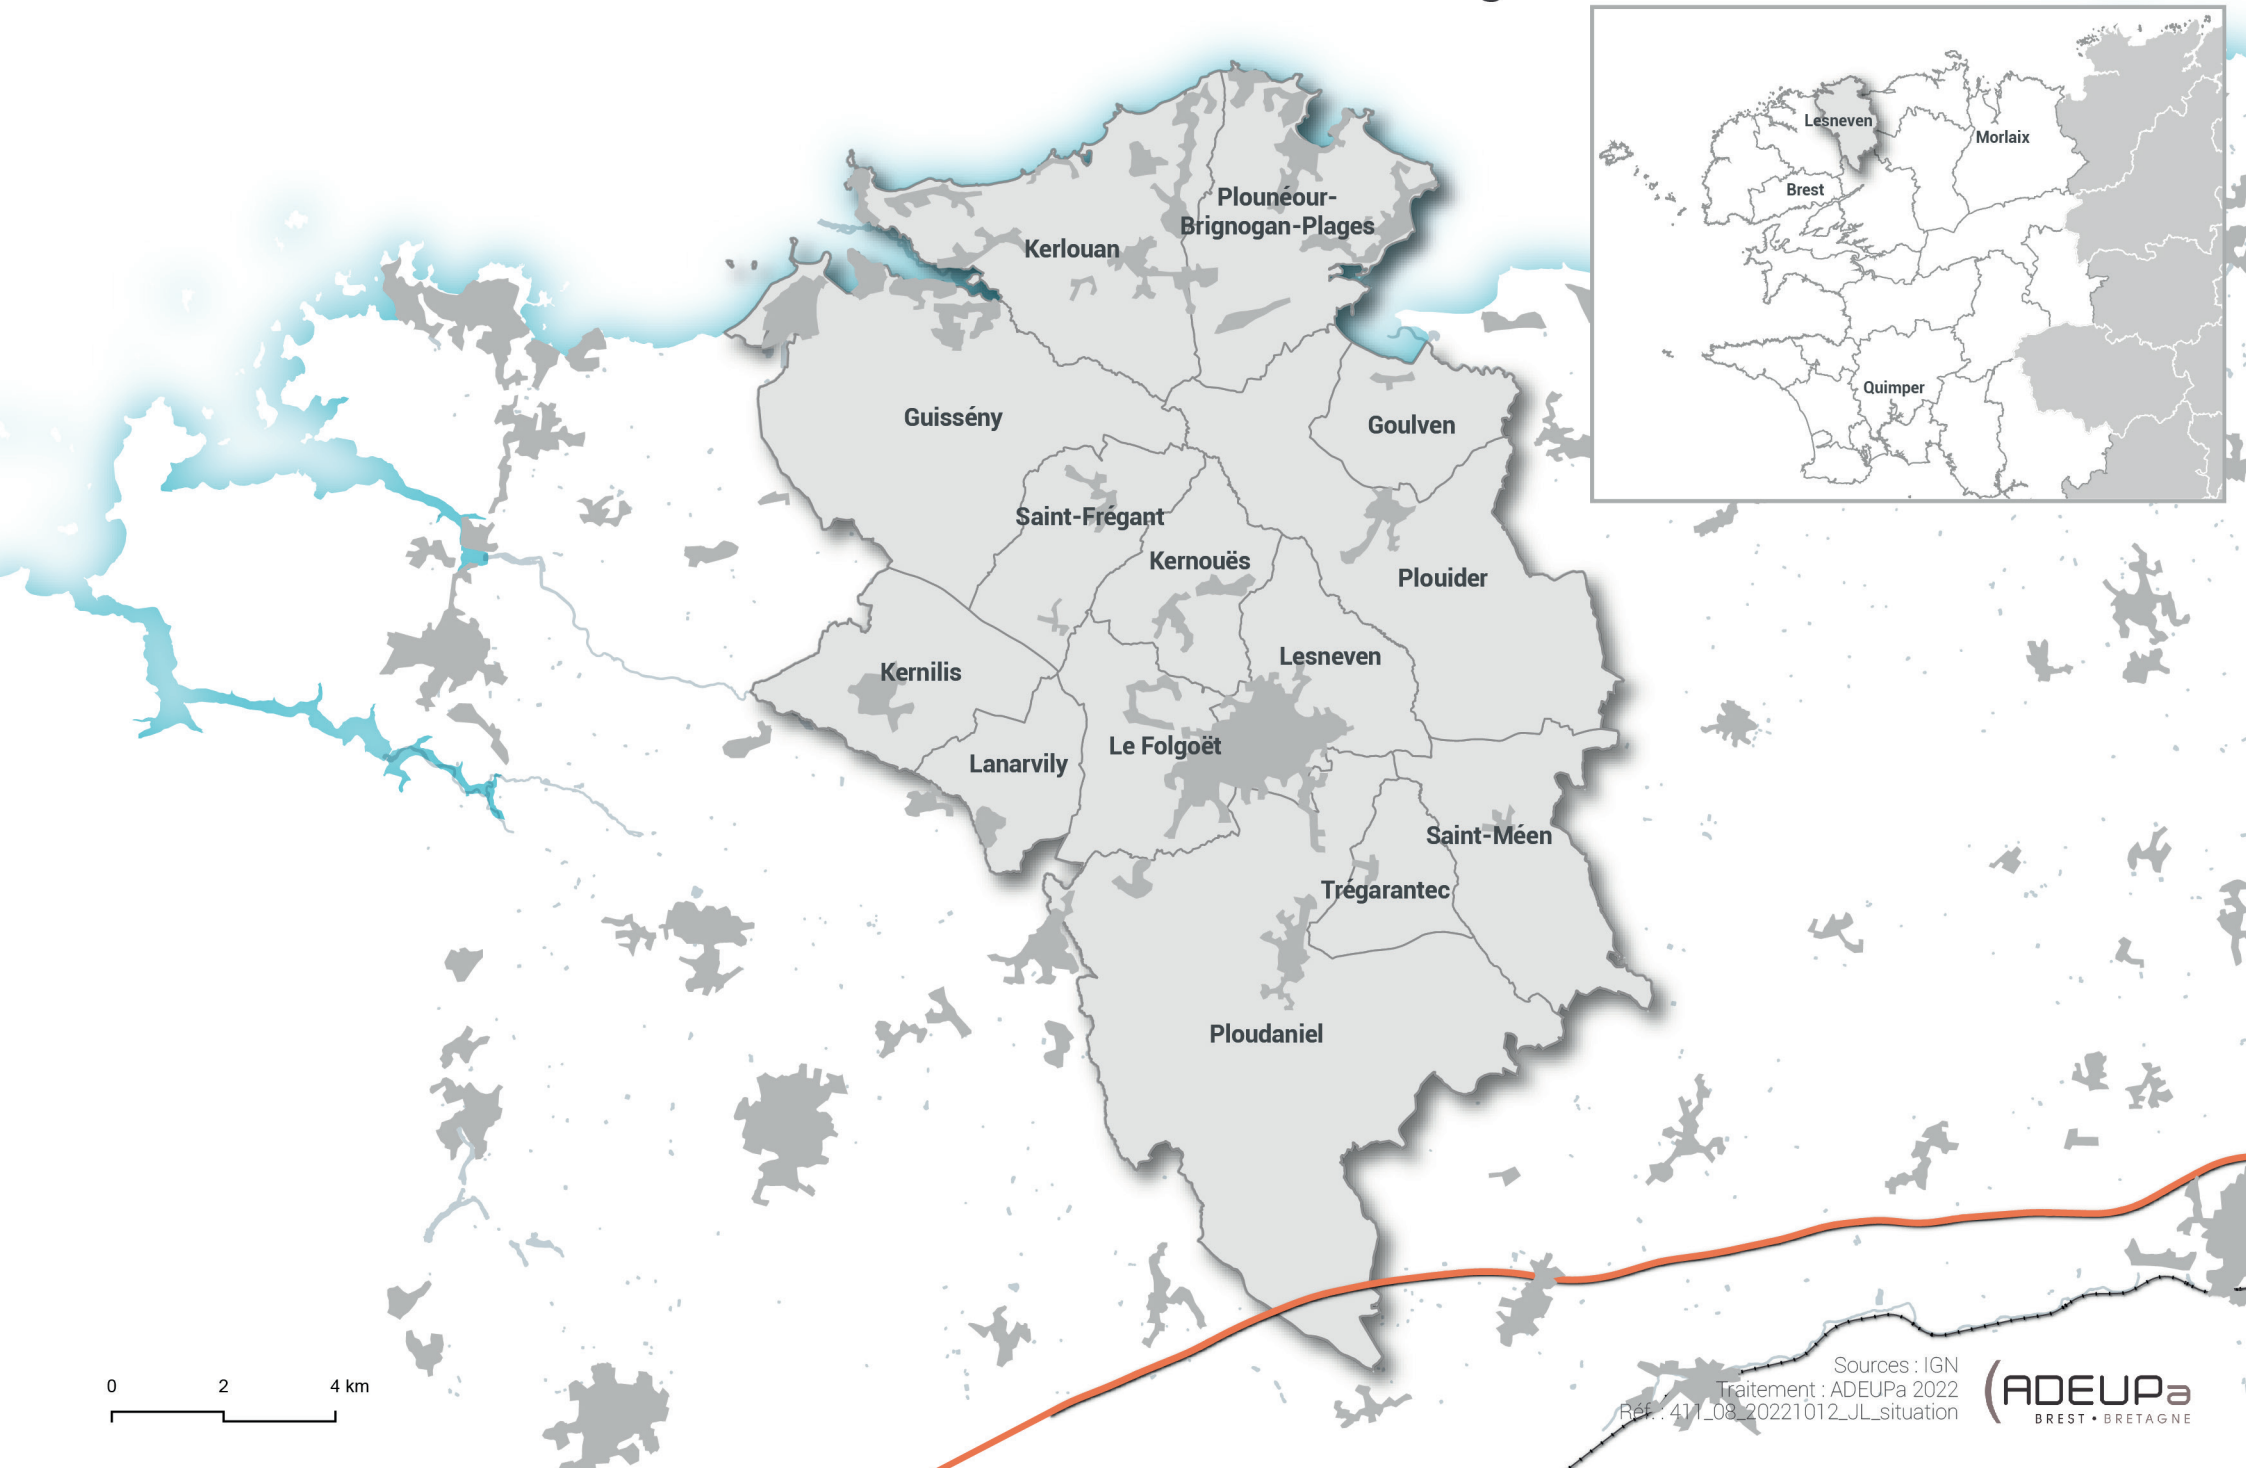 Lesneven
Morlaix
Brest
Quimper
Plounéour-
Brignogan-Plages
Kerlouan
Guissény
Goulven
Saint-Frégant
Kernouës
Plouider
Lesneven
Kernilis
Le Folgoët
Lanarvily
Saint-Méen
Trégarantec
Ploudaniel
0 2 4 km
Sources : IGN
Traitement : ADEUPa 2022
Réf. : 411_08_20221012_JL_situation
ADEUPa
BREST • BRETAGNE